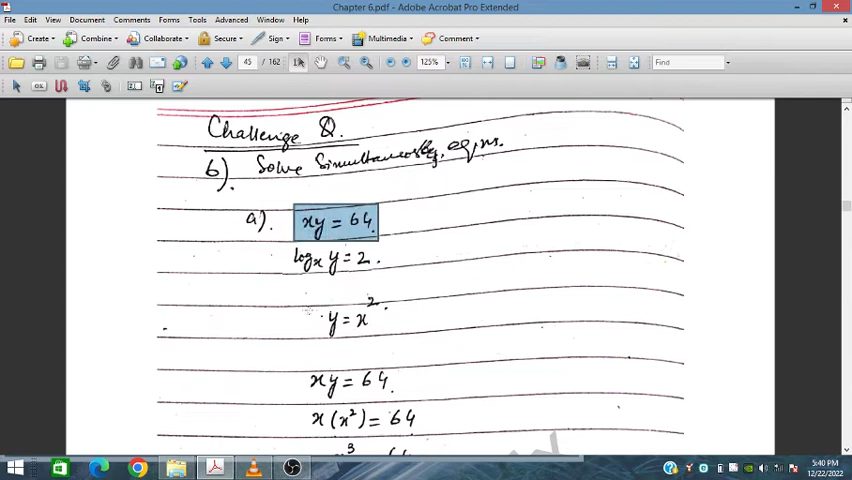 Chapter 6.pdf - Adobe Acrobat Pro Extended
File Edit View Document Comments Forms Tools Advanced Window Help
Create Combine Collaborate Secure Sign Forms Multimedia Comment
45 / 162 125% Find
Challenge Q.
6). Solve Simultaneously eqns.
a). xy = 64.
logx y = 2.
y = x².
xy = 64.
x(x²) = 64
5:40 PM
12/22/2022